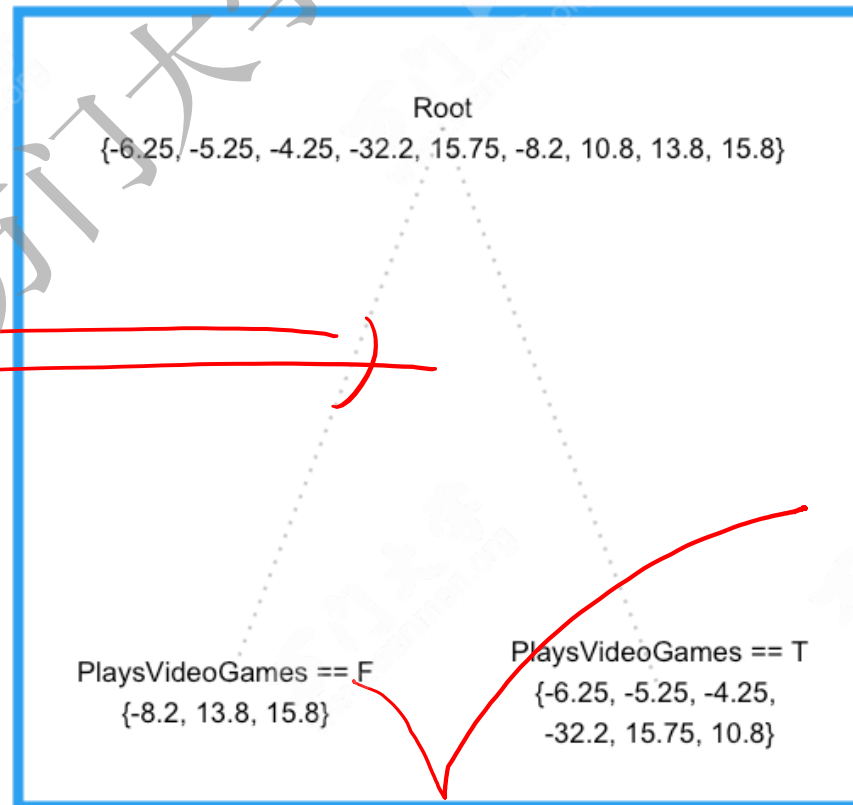 Root
{-6.25, -5.25, -4.25, -32.2, 15.75, -8.2, 10.8, 13.8, 15.8}
PlaysVideoGames == F
{-8.2, 13.8, 15.8}
PlaysVideoGames == T
{-6.25, -5.25, -4.25,
-32.2, 15.75, 10.8}